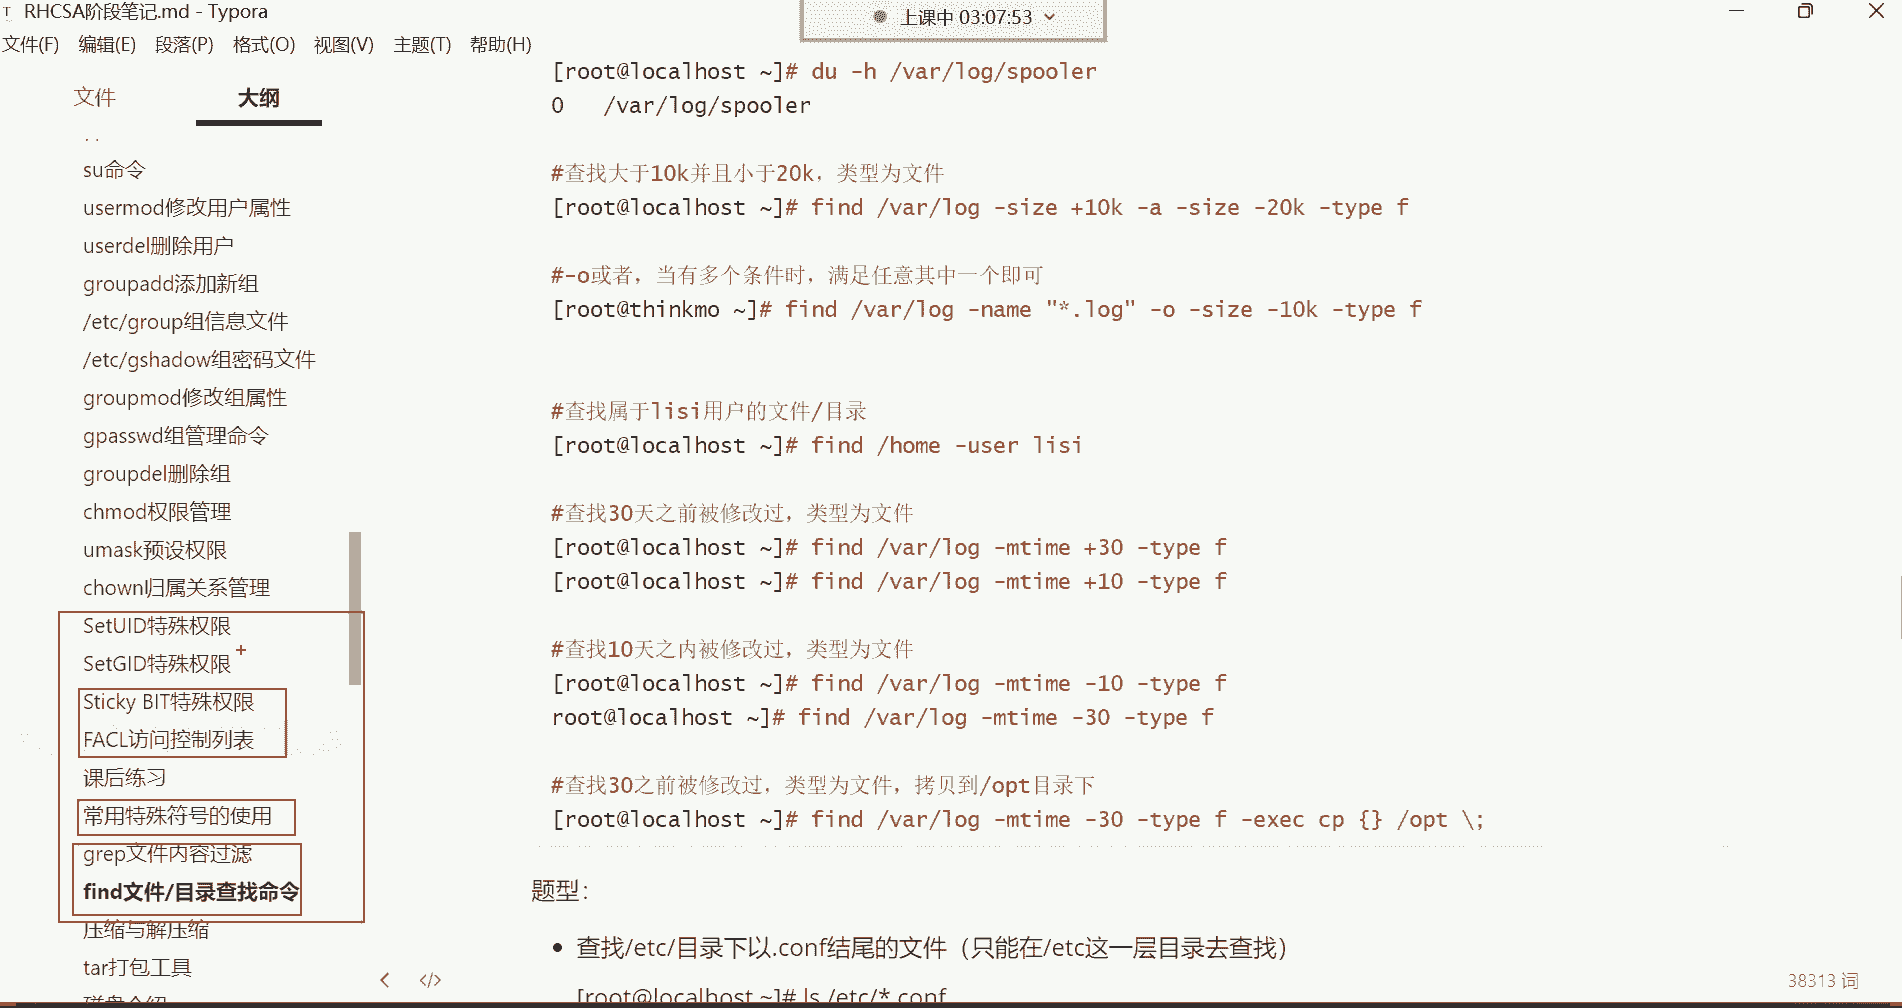 T RHCSA阶段笔记.md - Typora
上课中 03:07:53
文件(F) 编辑(E) 段落(P) 格式(O) 视图(V) 主题(T) 帮助(H)
文件 大纲
su命令
usermod修改用户属性
userdel删除用户
groupadd添加新组
/etc/group组信息文件
/etc/gshadow组密码文件
groupmod修改组属性
gpasswd组管理命令
groupdel删除组
chmod权限管理
umask预设权限
chown归属关系管理
SetUID特殊权限
SetGID特殊权限
Sticky BIT特殊权限
FACL访问控制列表
课后练习
常用特殊符号的使用
grep文件内容过滤
find文件/目录查找命令
压缩与解压缩
tar打包工具
磁盘介绍
[root@localhost ~]# du -h /var/log/spooler
0 /var/log/spooler
#查找大于10k并且小于20k，类型为文件
[root@localhost ~]# find /var/log -size +10k -a -size -20k -type f
#-o或者，当有多个条件时，满足任意其中一个即可
[root@thinkmo ~]# find /var/log -name "*.log" -o -size -10k -type f
#查找属于lisi用户的文件/目录
[root@localhost ~]# find /home -user lisi
#查找30天之前被修改过，类型为文件
[root@localhost ~]# find /var/log -mtime +30 -type f
[root@localhost ~]# find /var/log -mtime +10 -type f
#查找10天之内被修改过，类型为文件
[root@localhost ~]# find /var/log -mtime -10 -type f
root@localhost ~]# find /var/log -mtime -30 -type f
#查找30之前被修改过，类型为文件，拷贝到/opt目录下
[root@localhost ~]# find /var/log -mtime -30 -type f -exec cp {} /opt \;
题型：
• 查找/etc/目录下以.conf结尾的文件（只能在/etc这一层目录去查找）
[root@localhost ~]# ls /etc/*.conf
38313 词